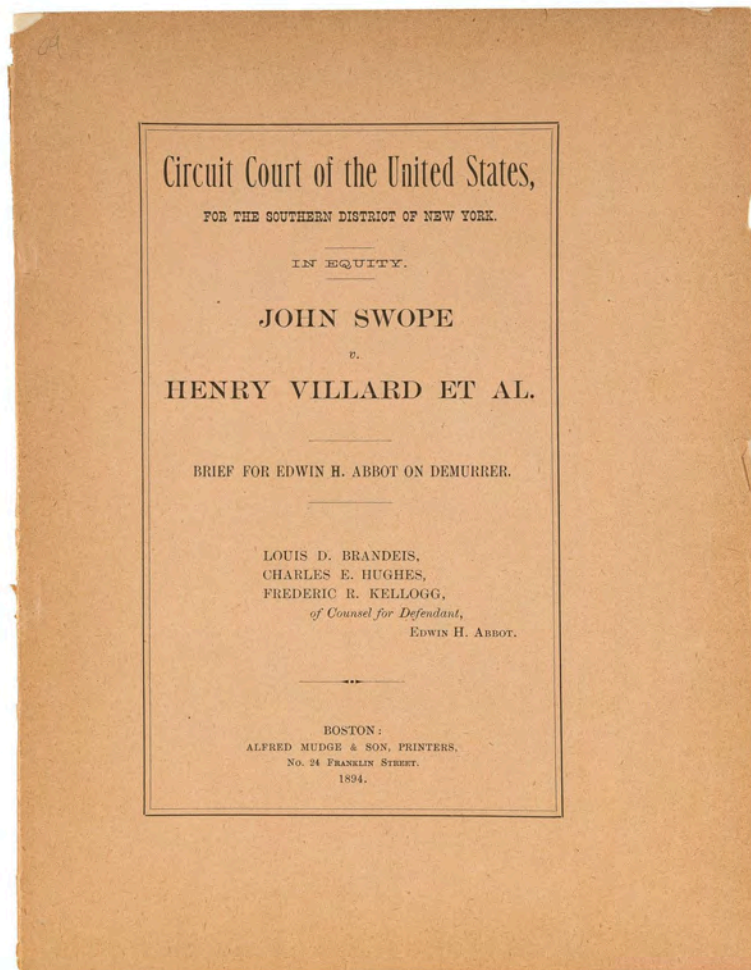 69
Circuit Court of the United States,
FOR THE SOUTHERN DISTRICT OF NEW YORK.
IN EQUITY.
JOHN SWOPE
v.
HENRY VILLARD ET AL.
BRIEF FOR EDWIN H. ABBOT ON DEMURRER.
LOUIS D. BRANDEIS,
CHARLES E. HUGHES,
FREDERIC R. KELLOGG,
of Counsel for Defendant,
EDWIN H. ABBOT.
BOSTON:
ALFRED MUDGE & SON, PRINTERS,
No. 24 FRANKLIN STREET.
1894.